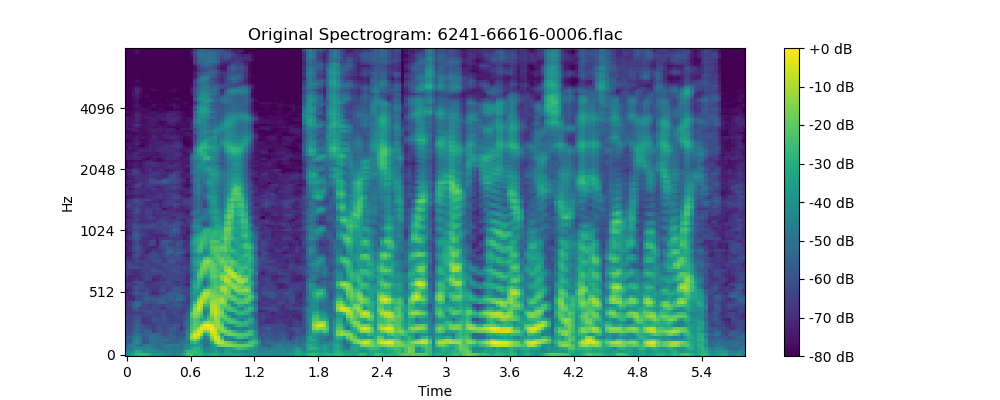 Original Spectrogram: 6241-66616-0006.flac
Hz
4096
2048
1024
512
0
0 0.6 1.2 1.8 2.4 3 3.6 4.2 4.8 5.4
Time
+0 dB
-10 dB
-20 dB
-30 dB
-40 dB
-50 dB
-60 dB
-70 dB
-80 dB